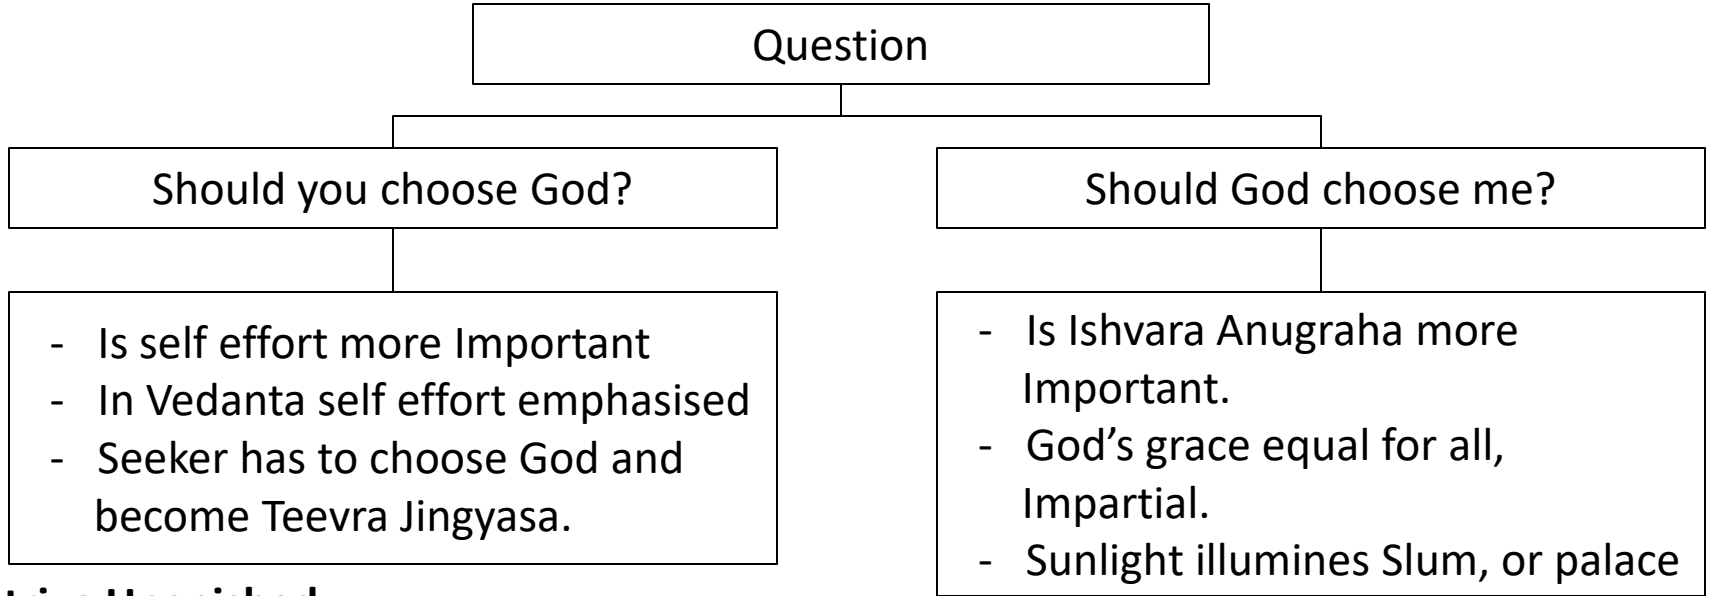 Question
Should you choose God?
- Is self effort more Important
- In Vedanta self effort emphasised
- Seeker has to choose God and
become Teevra Jingyasa.
Should God choose me?
- Is Ishvara Anugraha more
Important.
- God’s grace equal for all,
Impartial.
- Sunlight illumines Slum, or palace